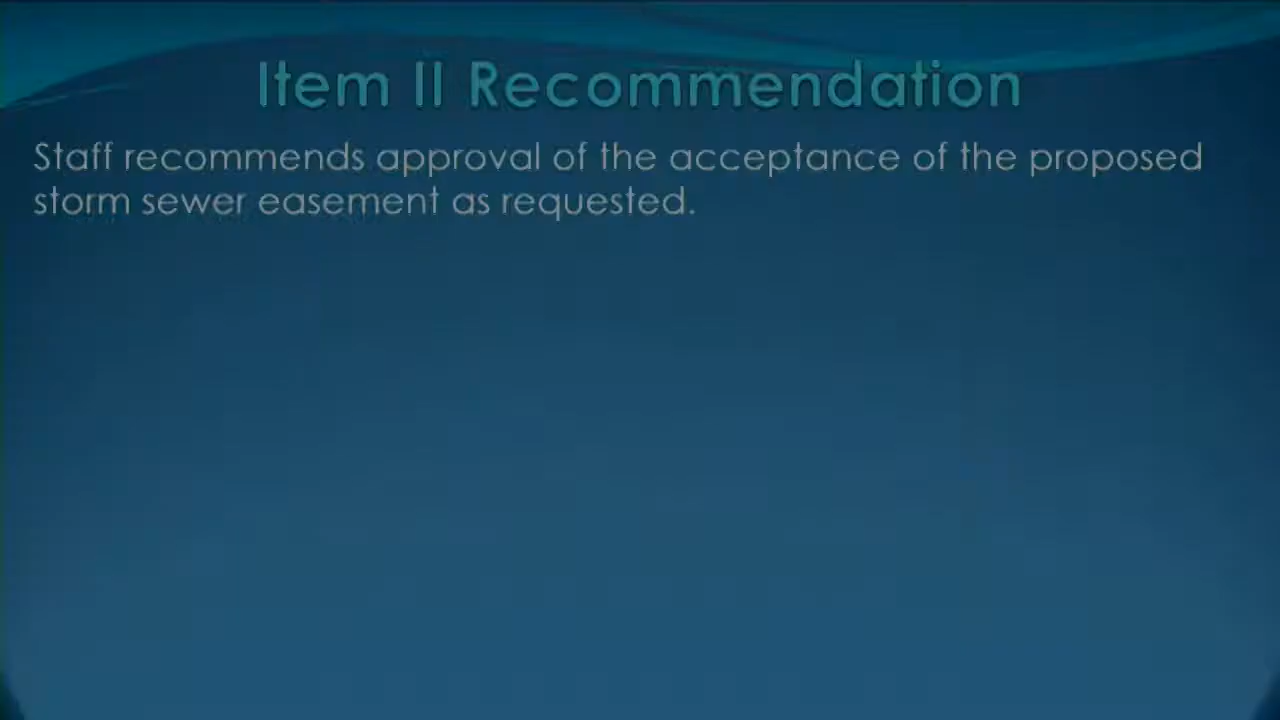 Item II Recommendation
Staff recommends approval of the acceptance of the proposed
storm sewer easement as requested.